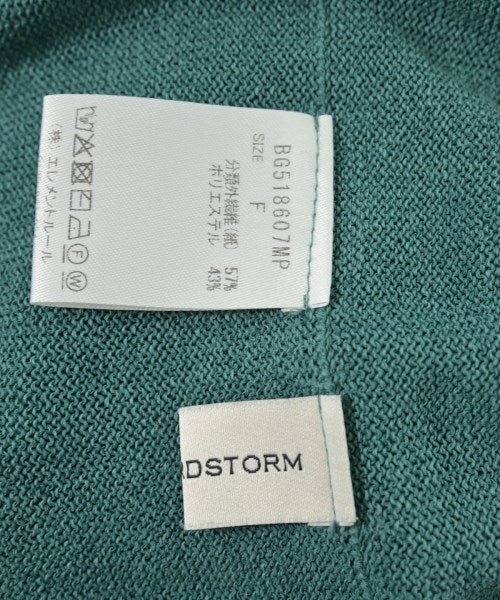 BG518607MP
SIZE F
分類外繊維(紙) 57%
ポリエステル 43%
(株)エレメントルール
F
W
DSTORM